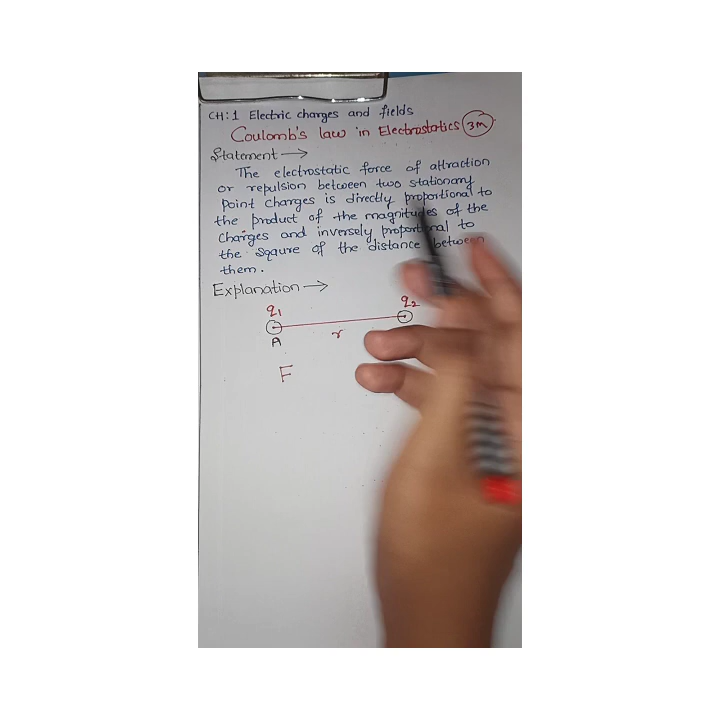 CH:1 Electric charges and fields
Coulomb's law in Electrostatics 3m
Statement →
The electrostatic force of attraction
or repulsion between two stationary
point charges is directly proportional to
the product of the magnitudes of the
charges and inversely proportional to
the sqaure of the distance between
them.
Explanation →
q1 q2
r
A
F